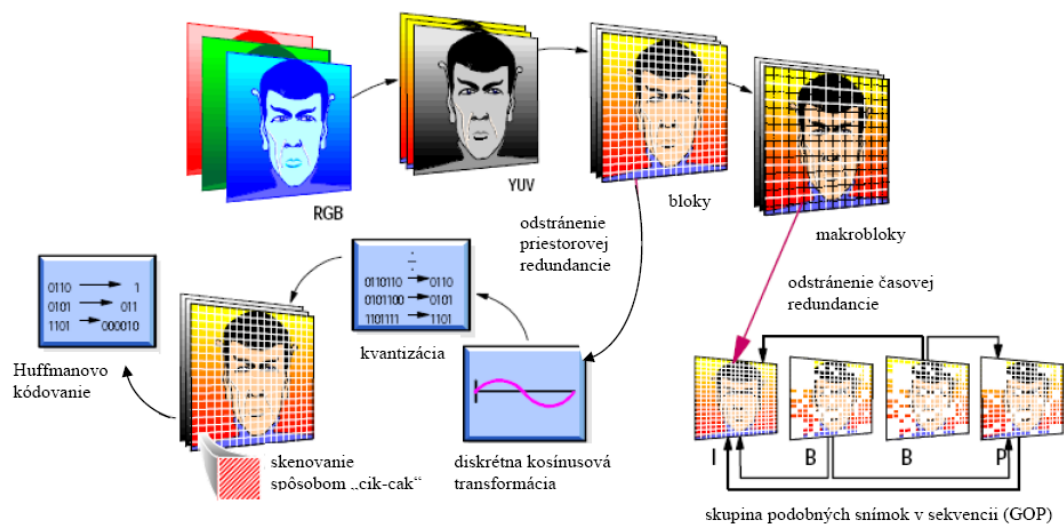 RGB
YUV
bloky
makrobloky
odstránenie
priestorovej
redundancie
odstránenie časovej
redundancie
0110 1
0101 011
1101 000010
Huffmanovo
kódovanie
0110110 0110
0101100 0101
1101111 1101
kvantizácia
skenovanie
spôsobom „cik-cak“
diskrétna kosínusová
transformácia
I B B P
skupina podobných snímok v sekvencii (GOP)